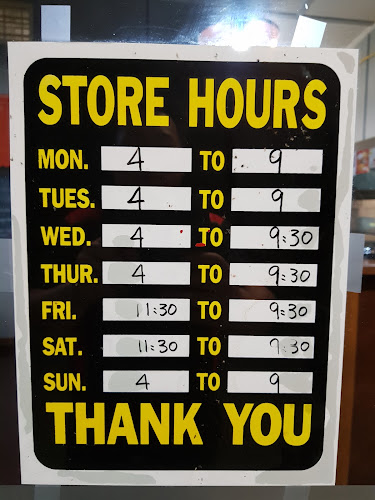 STORE HOURS
MON. 4 TO 9
TUES. 4 TO 9
WED. 4 TO 9:30
THUR. 4 TO 9:30
FRI. 11:30 TO 9:30
SAT. 11:30 TO 9:30
SUN. 4 TO 9
THANK YOU